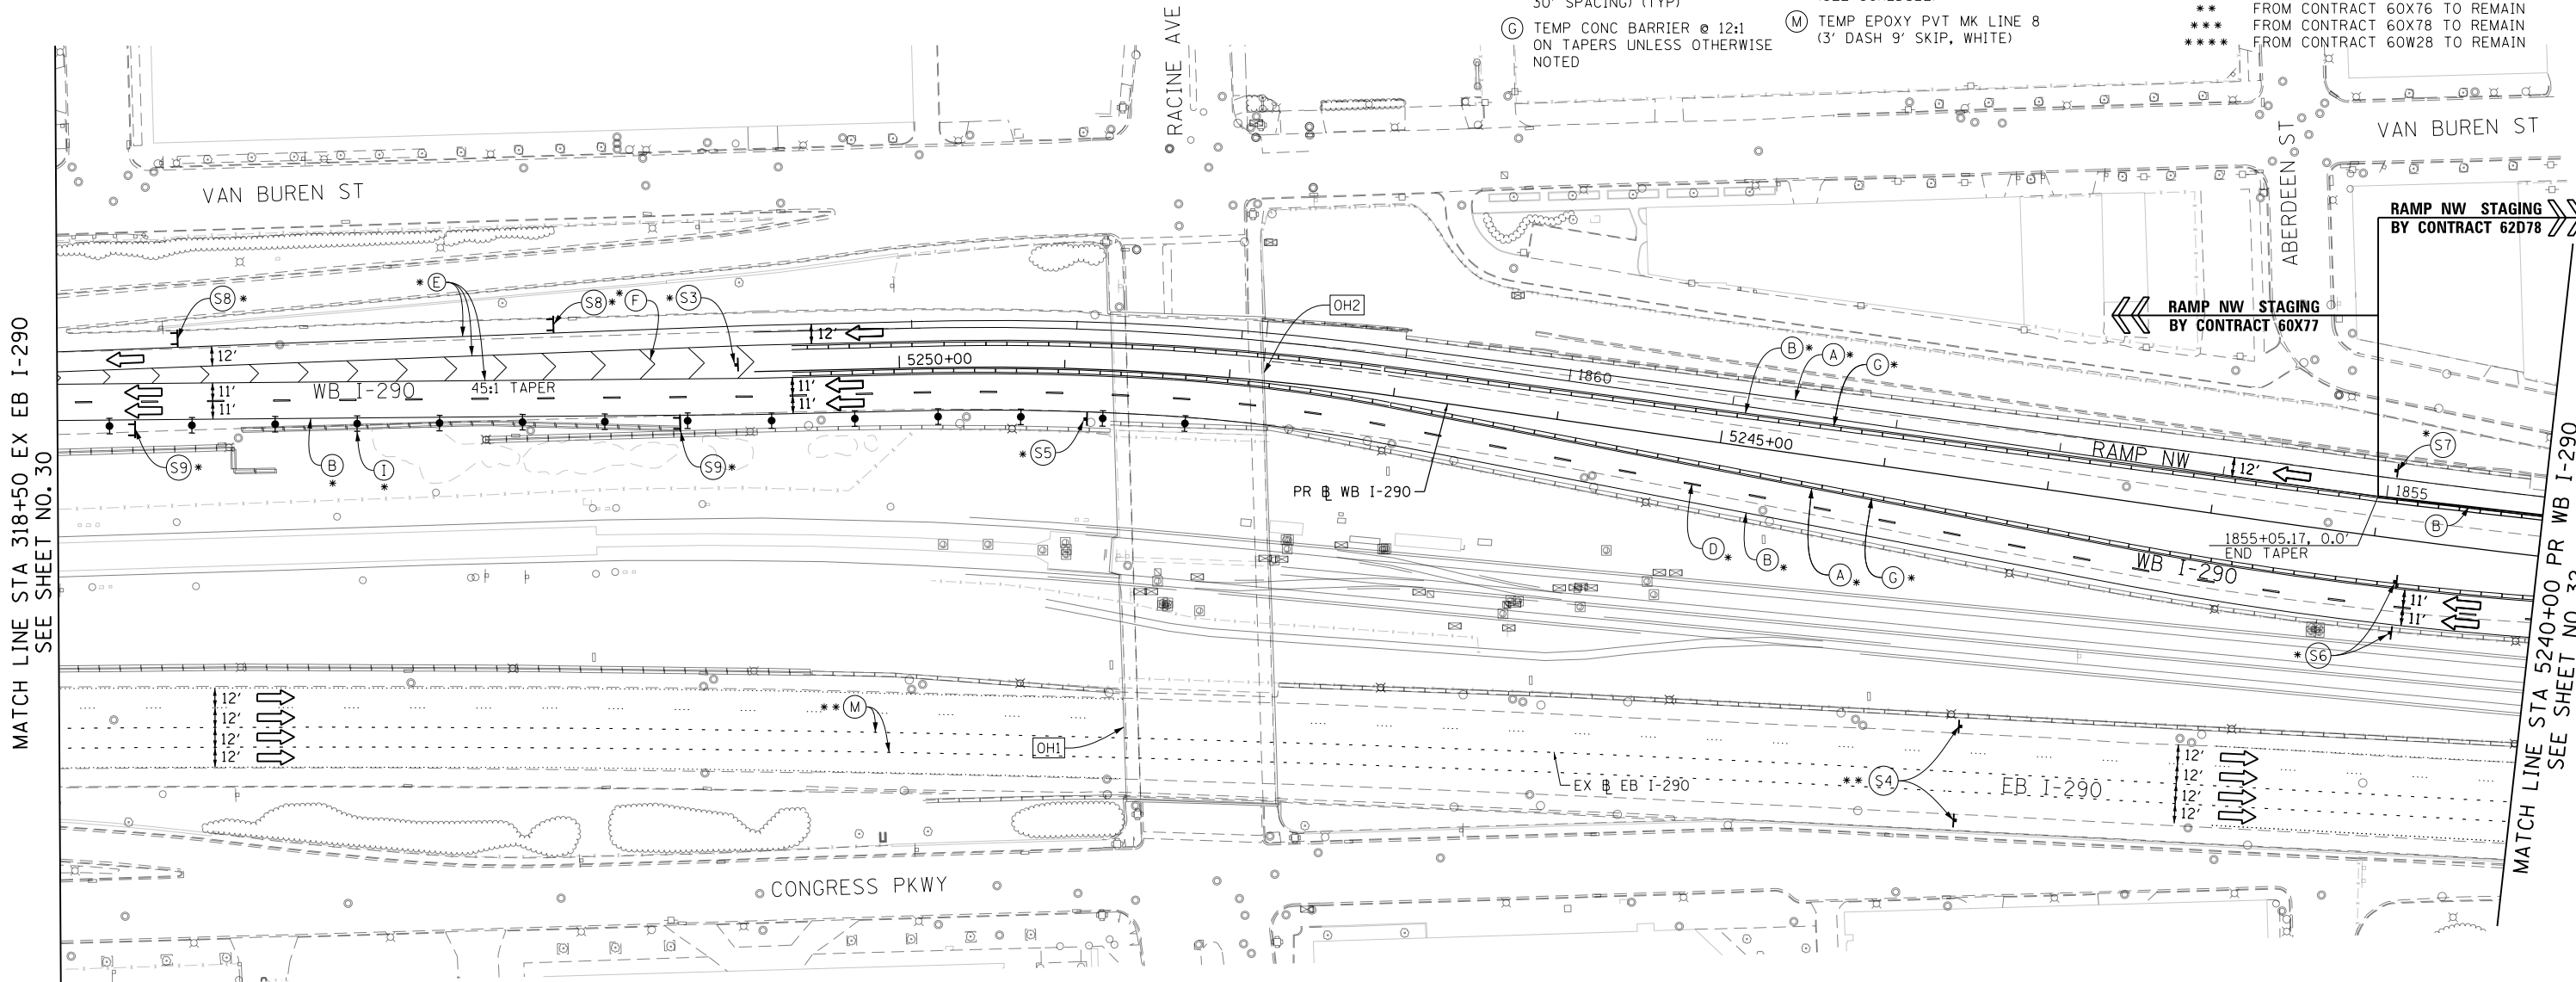 30' SPACING) (TYP)
G TEMP CONC BARRIER @ 12:1
ON TAPERS UNLESS OTHERWISE
NOTED
M TEMP EPOXY PVT MK LINE 8
(3' DASH 9' SKIP, WHITE)
** FROM CONTRACT 60X76 TO REMAIN
*** FROM CONTRACT 60X78 TO REMAIN
**** FROM CONTRACT 60W28 TO REMAIN
RACINE AVE
VAN BUREN ST
VAN BUREN ST
ABERDEEN ST
RAMP NW STAGING
BY CONTRACT 62D78
RAMP NW STAGING
BY CONTRACT 60X77
MATCH LINE STA 318+50 EX EB I-290
SEE SHEET NO. 30
S8 *
* E
S8 *
* F
* S3
OH2
12'
12'
5250+00
B *
A *
G *
1860
WB I-290
45:1 TAPER
11'
11'
11'
11'
5245+00
RAMP NW
12'
* S7
1855
B
S9 *
B *
I *
S9 *
* S5
PR BL WB I-290
D *
B *
A *
G *
1855+05.17, 0.0'
END TAPER
WB I-290
11'
11'
* S6
12'
12'
12'
12'
** M
OH1
EX BL EB I-290
** S4
EB I-290
12'
12'
12'
12'
CONGRESS PKWY
MATCH LINE STA 5240+00 PR WB I-290
SEE SHEET NO. 32